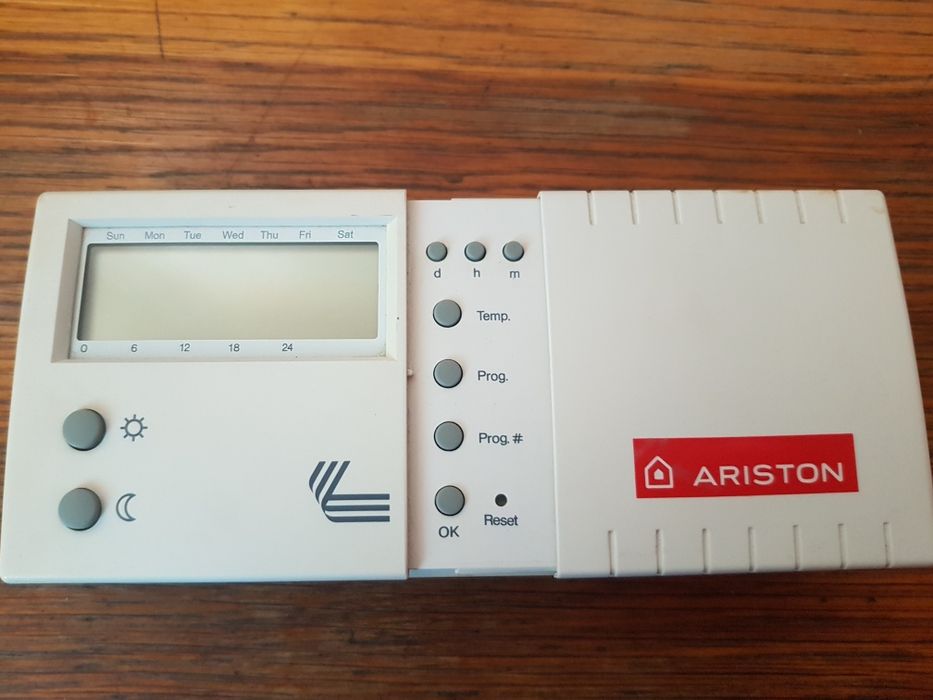 Sun Mon Tue Wed Thu Fri Sat
0 6 12 18 24
d h m
Temp.
Prog.
Prog. #
OK
Reset
ARISTON